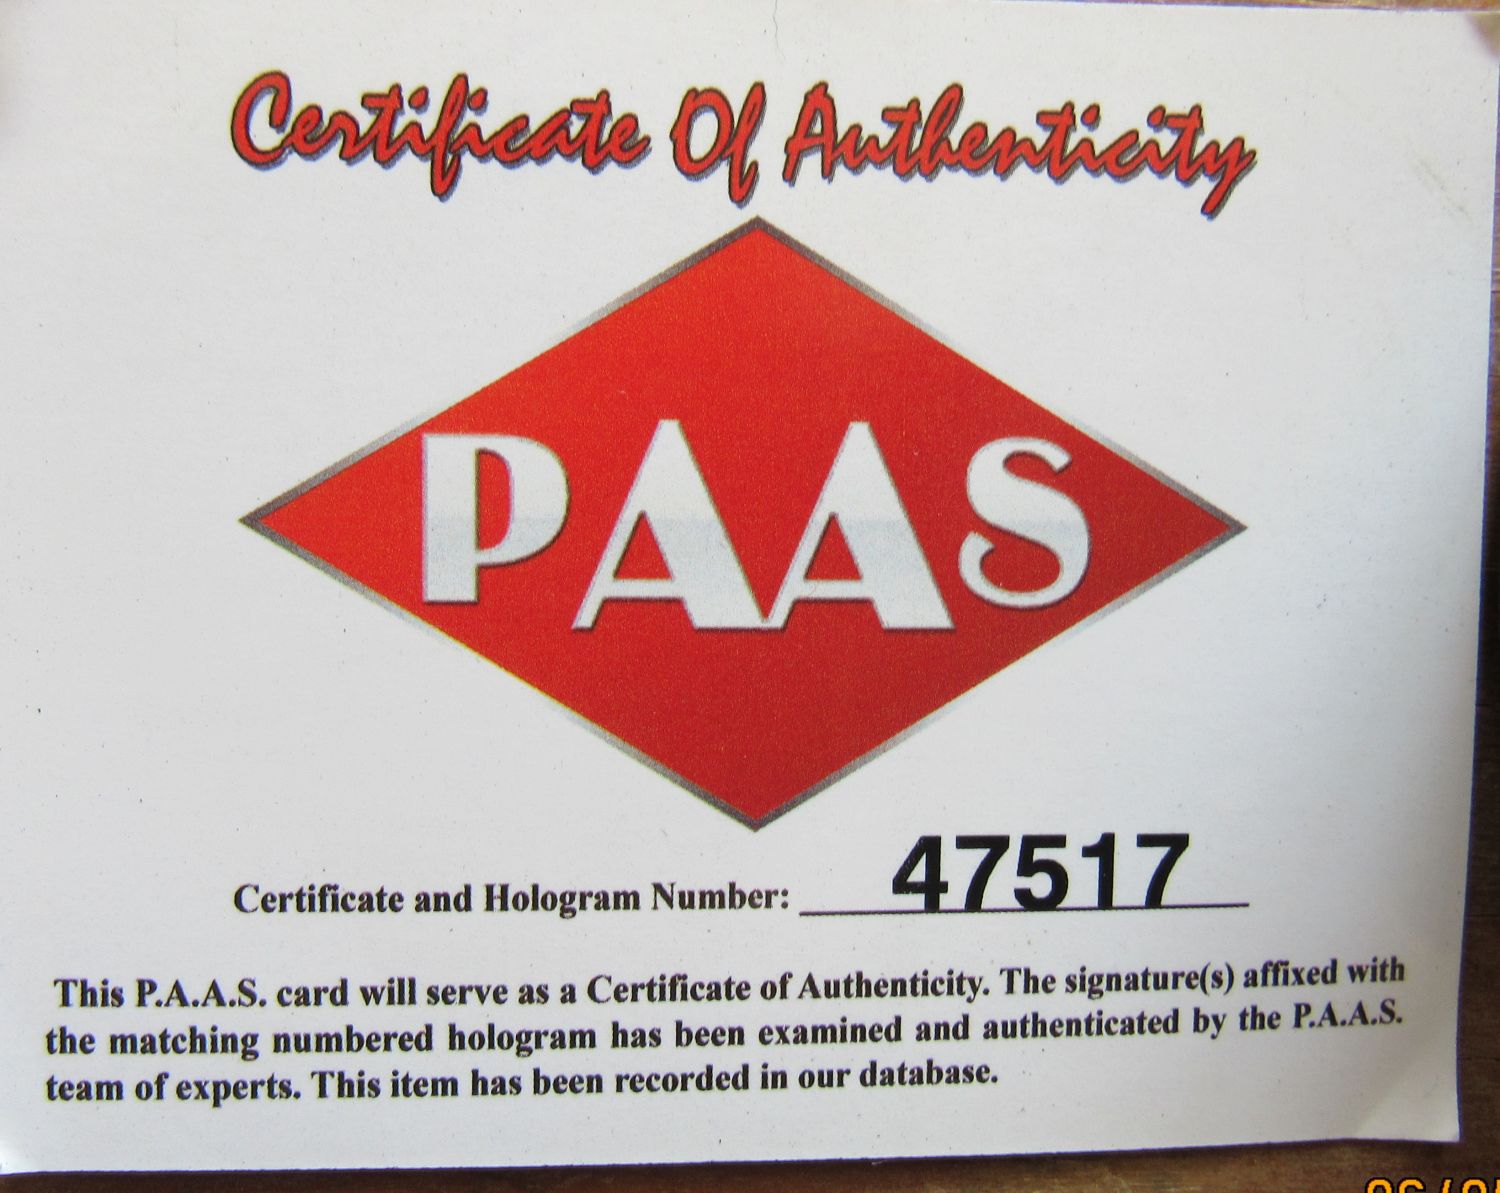 Certificate Of Authenticity
PAAS
Certificate and Hologram Number: 47517
This P.A.A.S. card will serve as a Certificate of Authenticity. The signature(s) affixed with
the matching numbered hologram has been examined and authenticated by the P.A.A.S.
team of experts. This item has been recorded in our database.